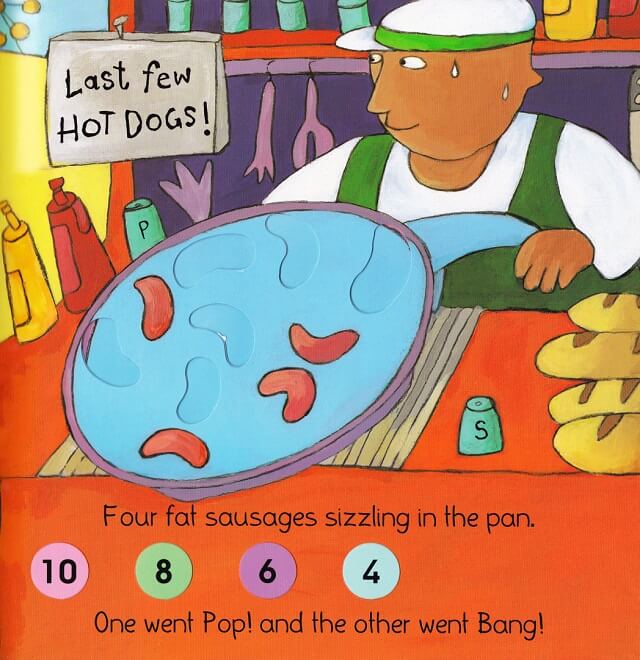 Last few
HOT DOGS!
P
S
Four fat sausages sizzling in the pan.
10 8 6 4
One went Pop! and the other went Bang!